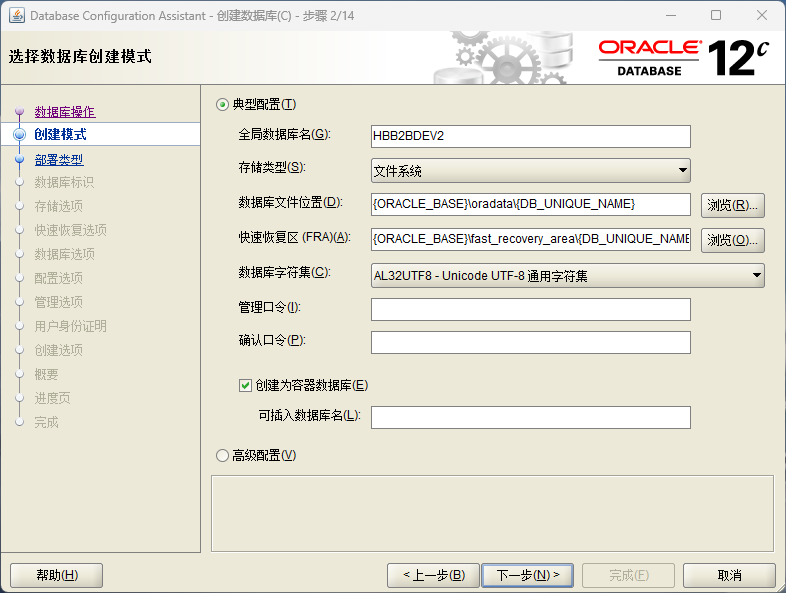 Database Configuration Assistant - 创建数据库(C) - 步骤 2/14
选择数据库创建模式
ORACLE®
DATABASE
12c
数据库操作
创建模式
部署类型
数据库标识
存储选项
快速恢复选项
数据库选项
配置选项
管理选项
用户身份证明
创建选项
概要
进度页
完成
典型配置(T)
全局数据库名(G): HBB2BDEV2
存储类型(S): 文件系统
数据库文件位置(D): {ORACLE_BASE}\oradata\{DB_UNIQUE_NAME} 浏览(R)...
快速恢复区 (FRA)(A): {ORACLE_BASE}\fast_recovery_area\{DB_UNIQUE_NAME 浏览(O)...
数据库字符集(C): AL32UTF8 - Unicode UTF-8 通用字符集
管理口令(I):
确认口令(P):
创建为容器数据库(E)
可插入数据库名(L):
高级配置(V)
帮助(H) < 上一步(B) 下一步(N) > 完成(F) 取消